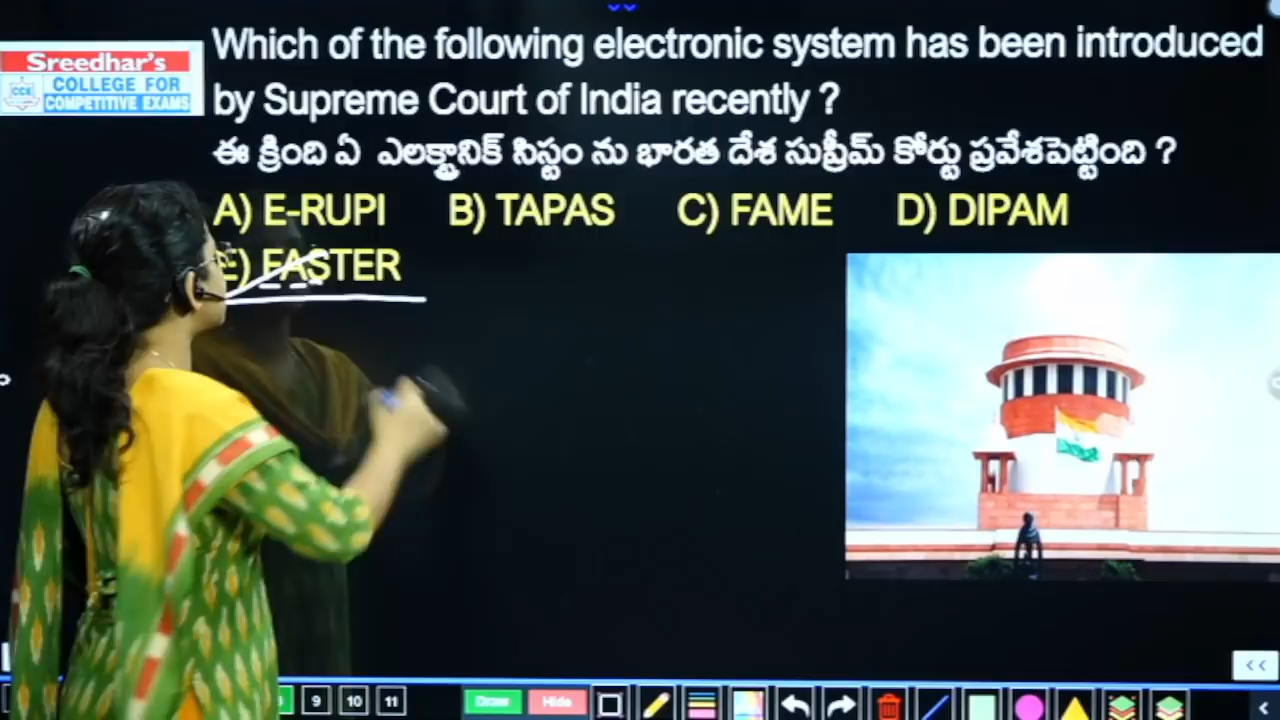 Which of the following electronic system has been introduced
by Supreme Court of India recently ?
ఈ క్రింది ఏ ఎలక్ట్రానిక్ సిస్టం ను భారత దేశ సుప్రీమ్ కోర్టు ప్రవేశపెట్టింది ?
A) E-RUPI B) TAPAS C) FAME D) DIPAM
E) FASTER
Sreedhar's
CCE
COLLEGE FOR
COMPETITIVE EXAMS
<<
9 10 11 Draw Hide <